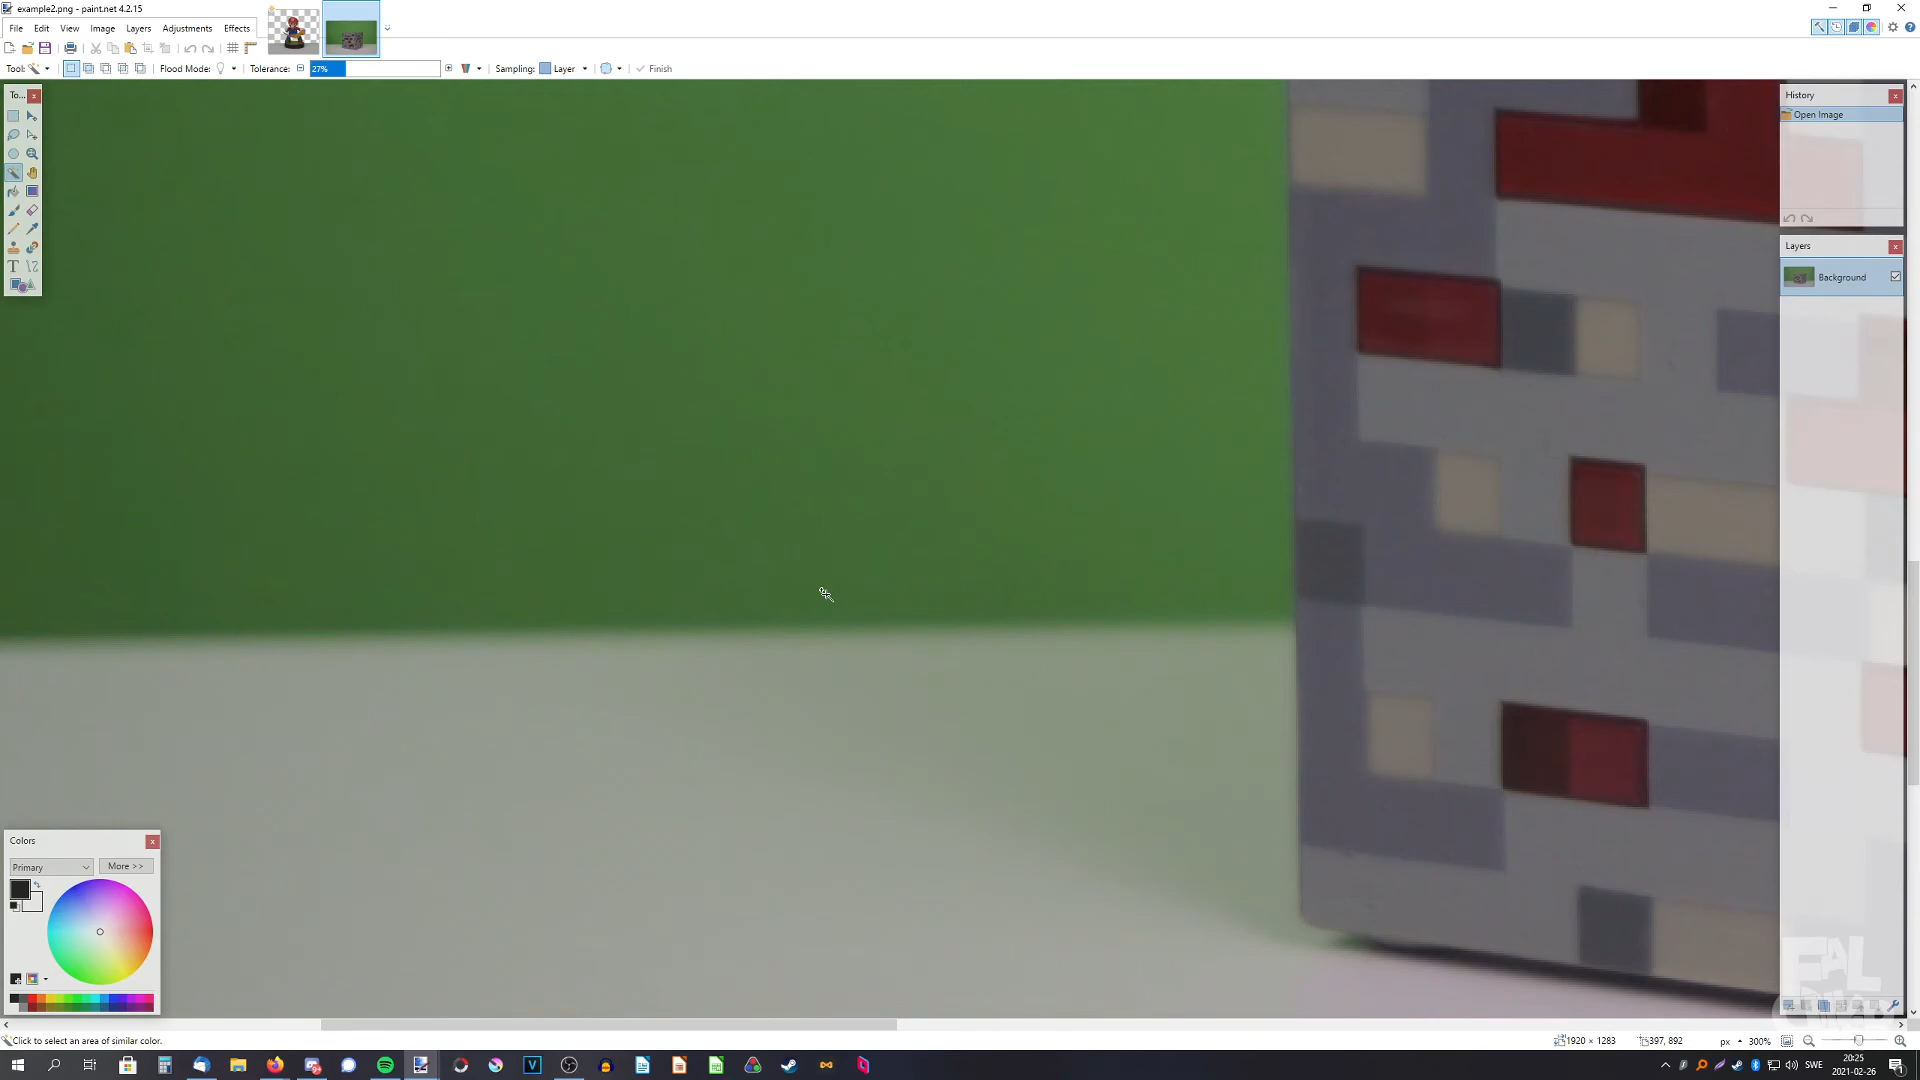 example2.png - paint.net 4.2.15
File Edit View Image Layers Adjustments Effects
Tool: Flood Mode: Tolerance: 27% Sampling: Layer Finish
To...
History
Open Image
Layers
Background
Colors
Primary
More >>
Click to select an area of similar color.
1920 × 1283
397, 892
px
300%
SWE
20:25
2021-02-26